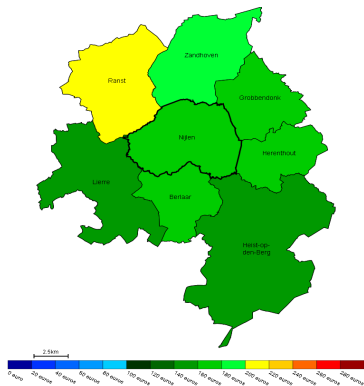 Zandhoven
Ranst
Grobbendonk
Nijlen
Herenthout
Lierre
Berlaar
Heist-op-
den-Berg
2.5km
0 euro
20 euros
40 euros
60 euros
80 euros
100 euros
120 euros
140 euros
160 euros
180 euros
200 euros
220 euros
240 euros
260 euros
280 euros